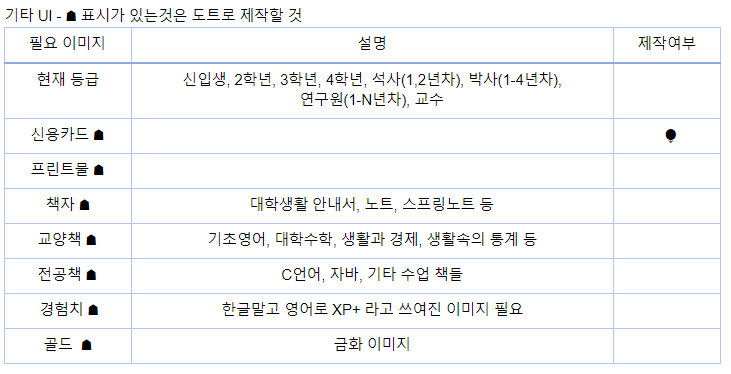 기타 UI - ☗ 표시가 있는것은 도트로 제작할 것
필요 이미지 설명 제작여부
현재 등급 신입생, 2학년, 3학년, 4학년, 석사(1,2년차), 박사(1-4년차),
연구원(1-N년차), 교수
신용카드 ☗
프린트물 ☗
책자 ☗ 대학생활 안내서, 노트, 스프링노트 등
교양책 ☗ 기초영어, 대학수학, 생활과 경제, 생활속의 통계 등
전공책 ☗ C언어, 자바, 기타 수업 책들
경험치 ☗ 한글말고 영어로 XP+ 라고 쓰여진 이미지 필요
골드 ☗ 금화 이미지